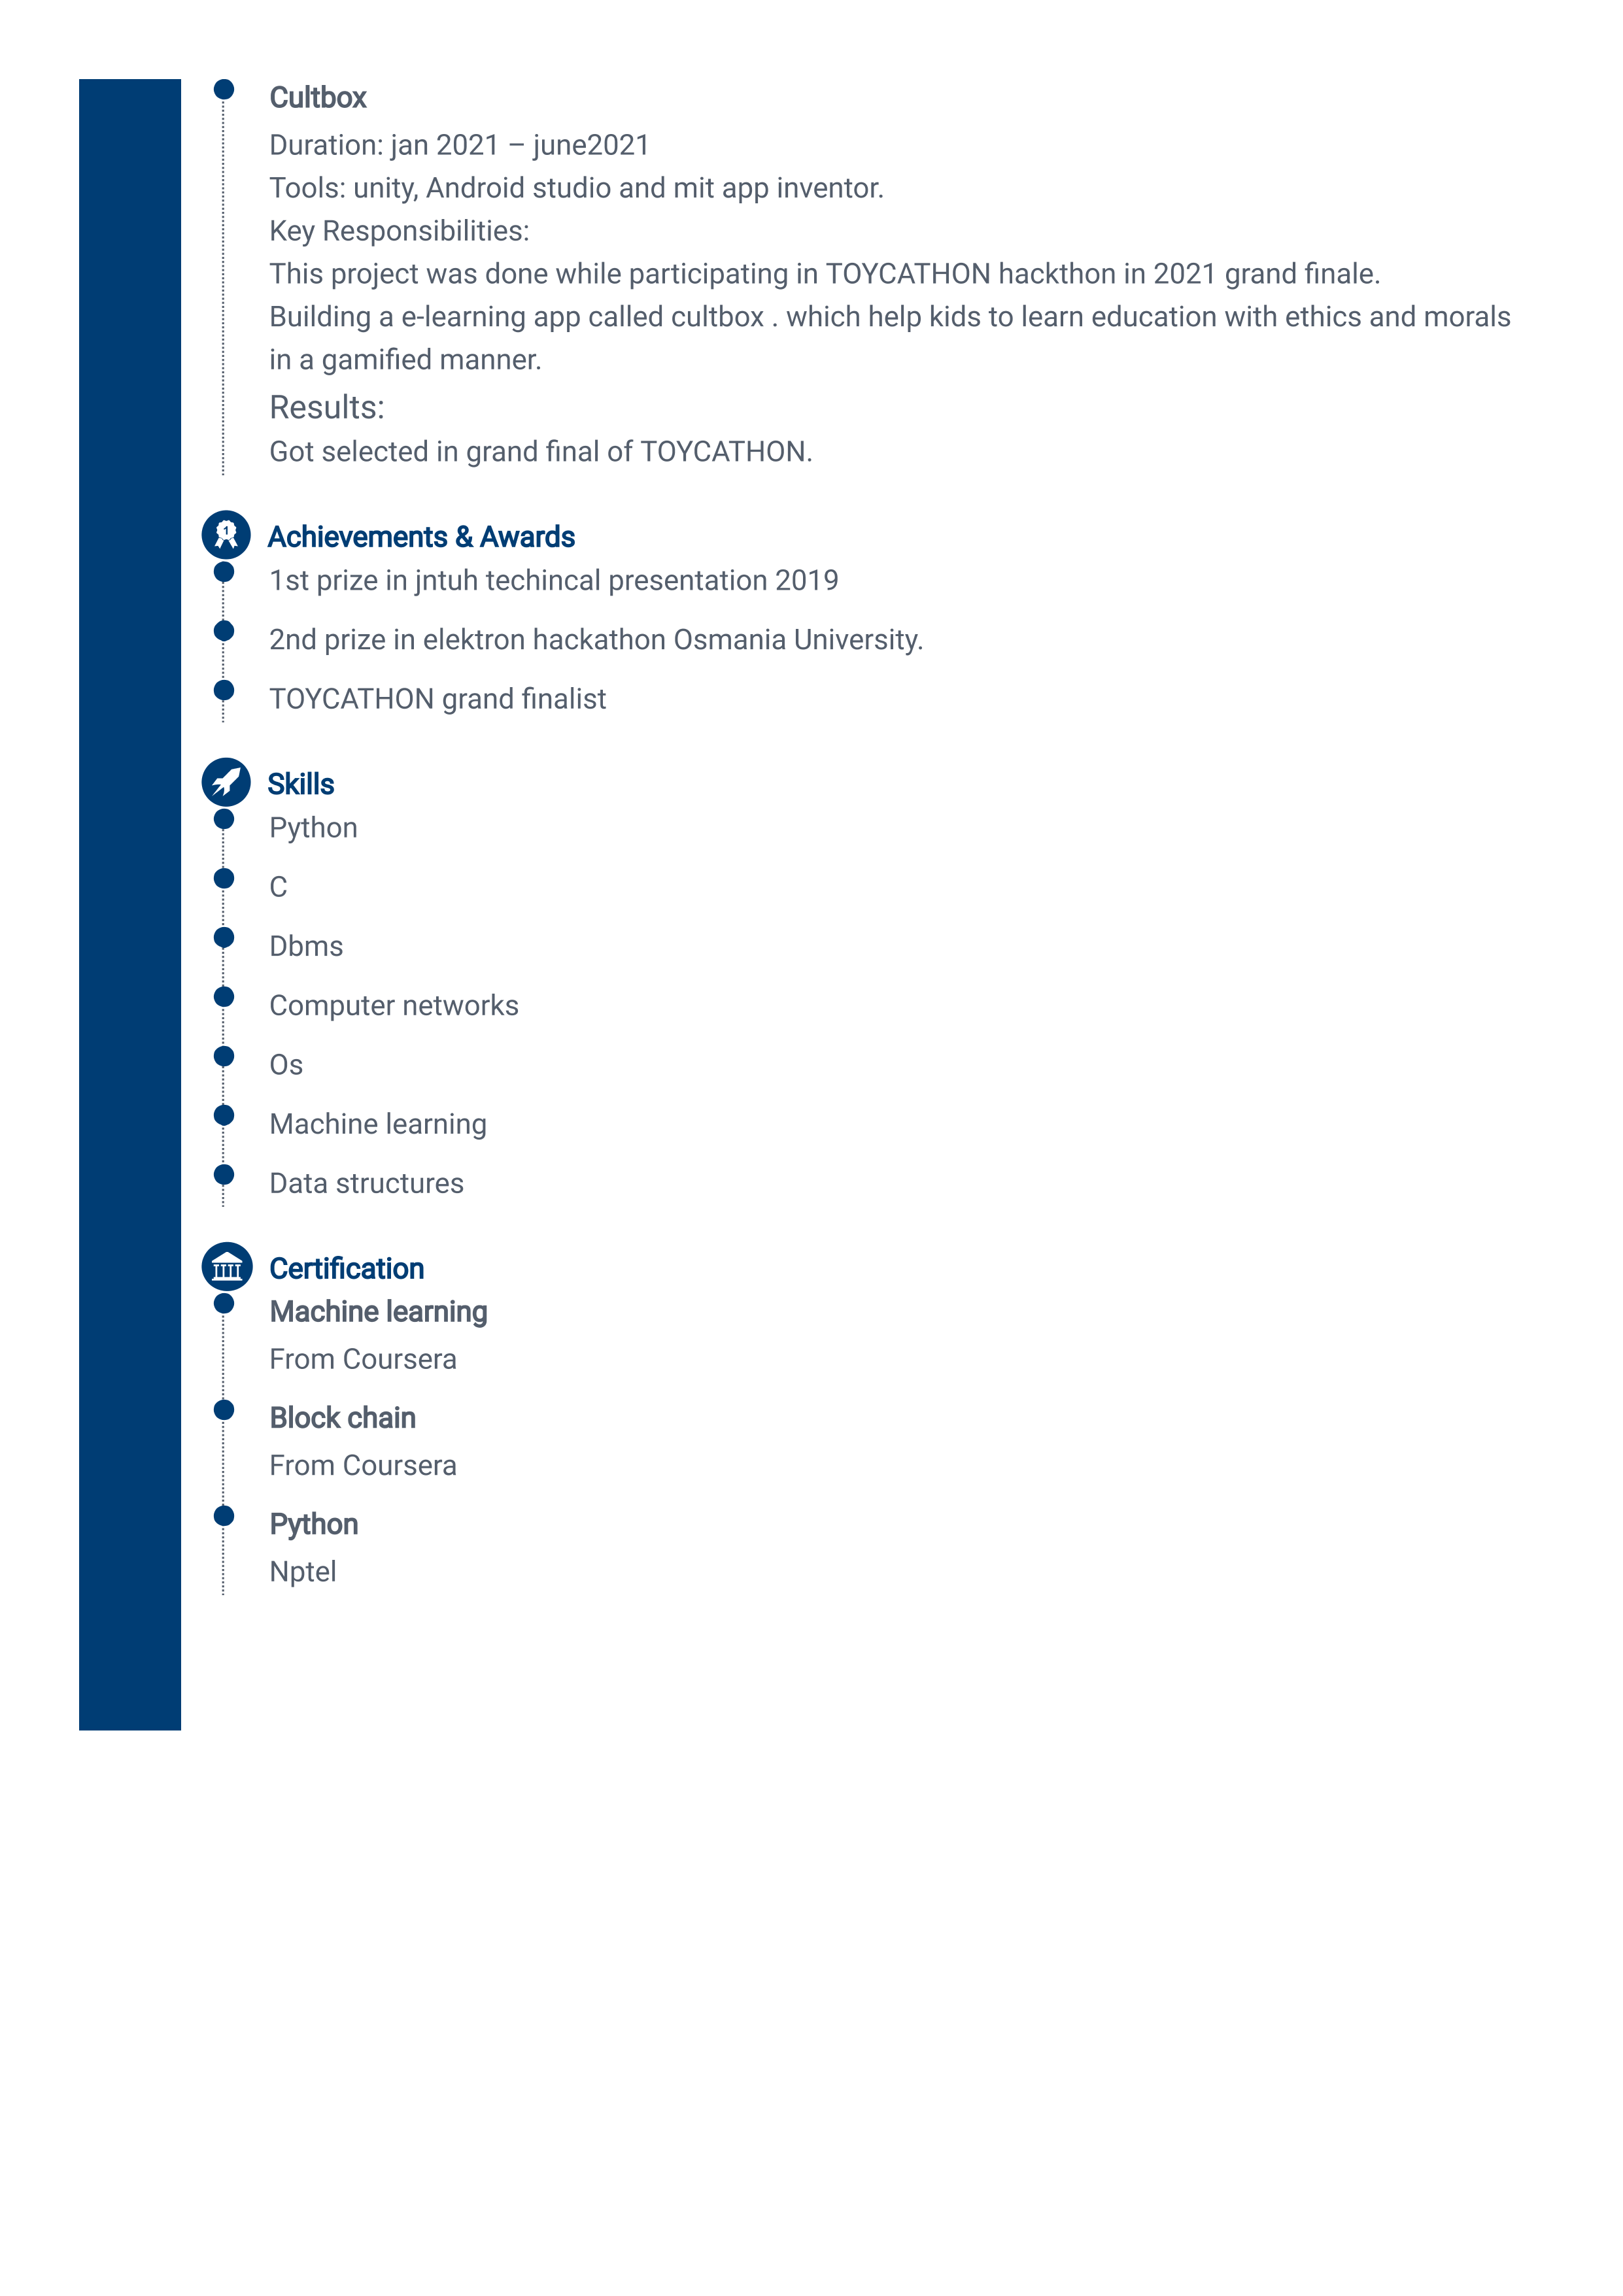 Cultbox
Duration: jan 2021 – june2021
Tools: unity, Android studio and mit app inventor.
Key Responsibilities:
This project was done while participating in TOYCATHON hackthon in 2021 grand finale.
Building a e-learning app called cultbox . which help kids to learn education with ethics and morals
in a gamified manner.
Results:
Got selected in grand final of TOYCATHON.
1
Achievements & Awards
1st prize in jntuh techincal presentation 2019
2nd prize in elektron hackathon Osmania University.
TOYCATHON grand finalist
Skills
Python
C
Dbms
Computer networks
Os
Machine learning
Data structures
Certification
Machine learning
From Coursera
Block chain
From Coursera
Python
Nptel